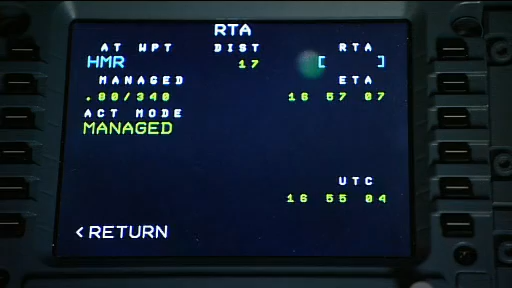 RTA
AT WPT DIST RTA
HMR 17 [ ]
MANAGED ETA
.80/340 16 57 07
ACT MODE
MANAGED
UTC
16 55 04
<RETURN